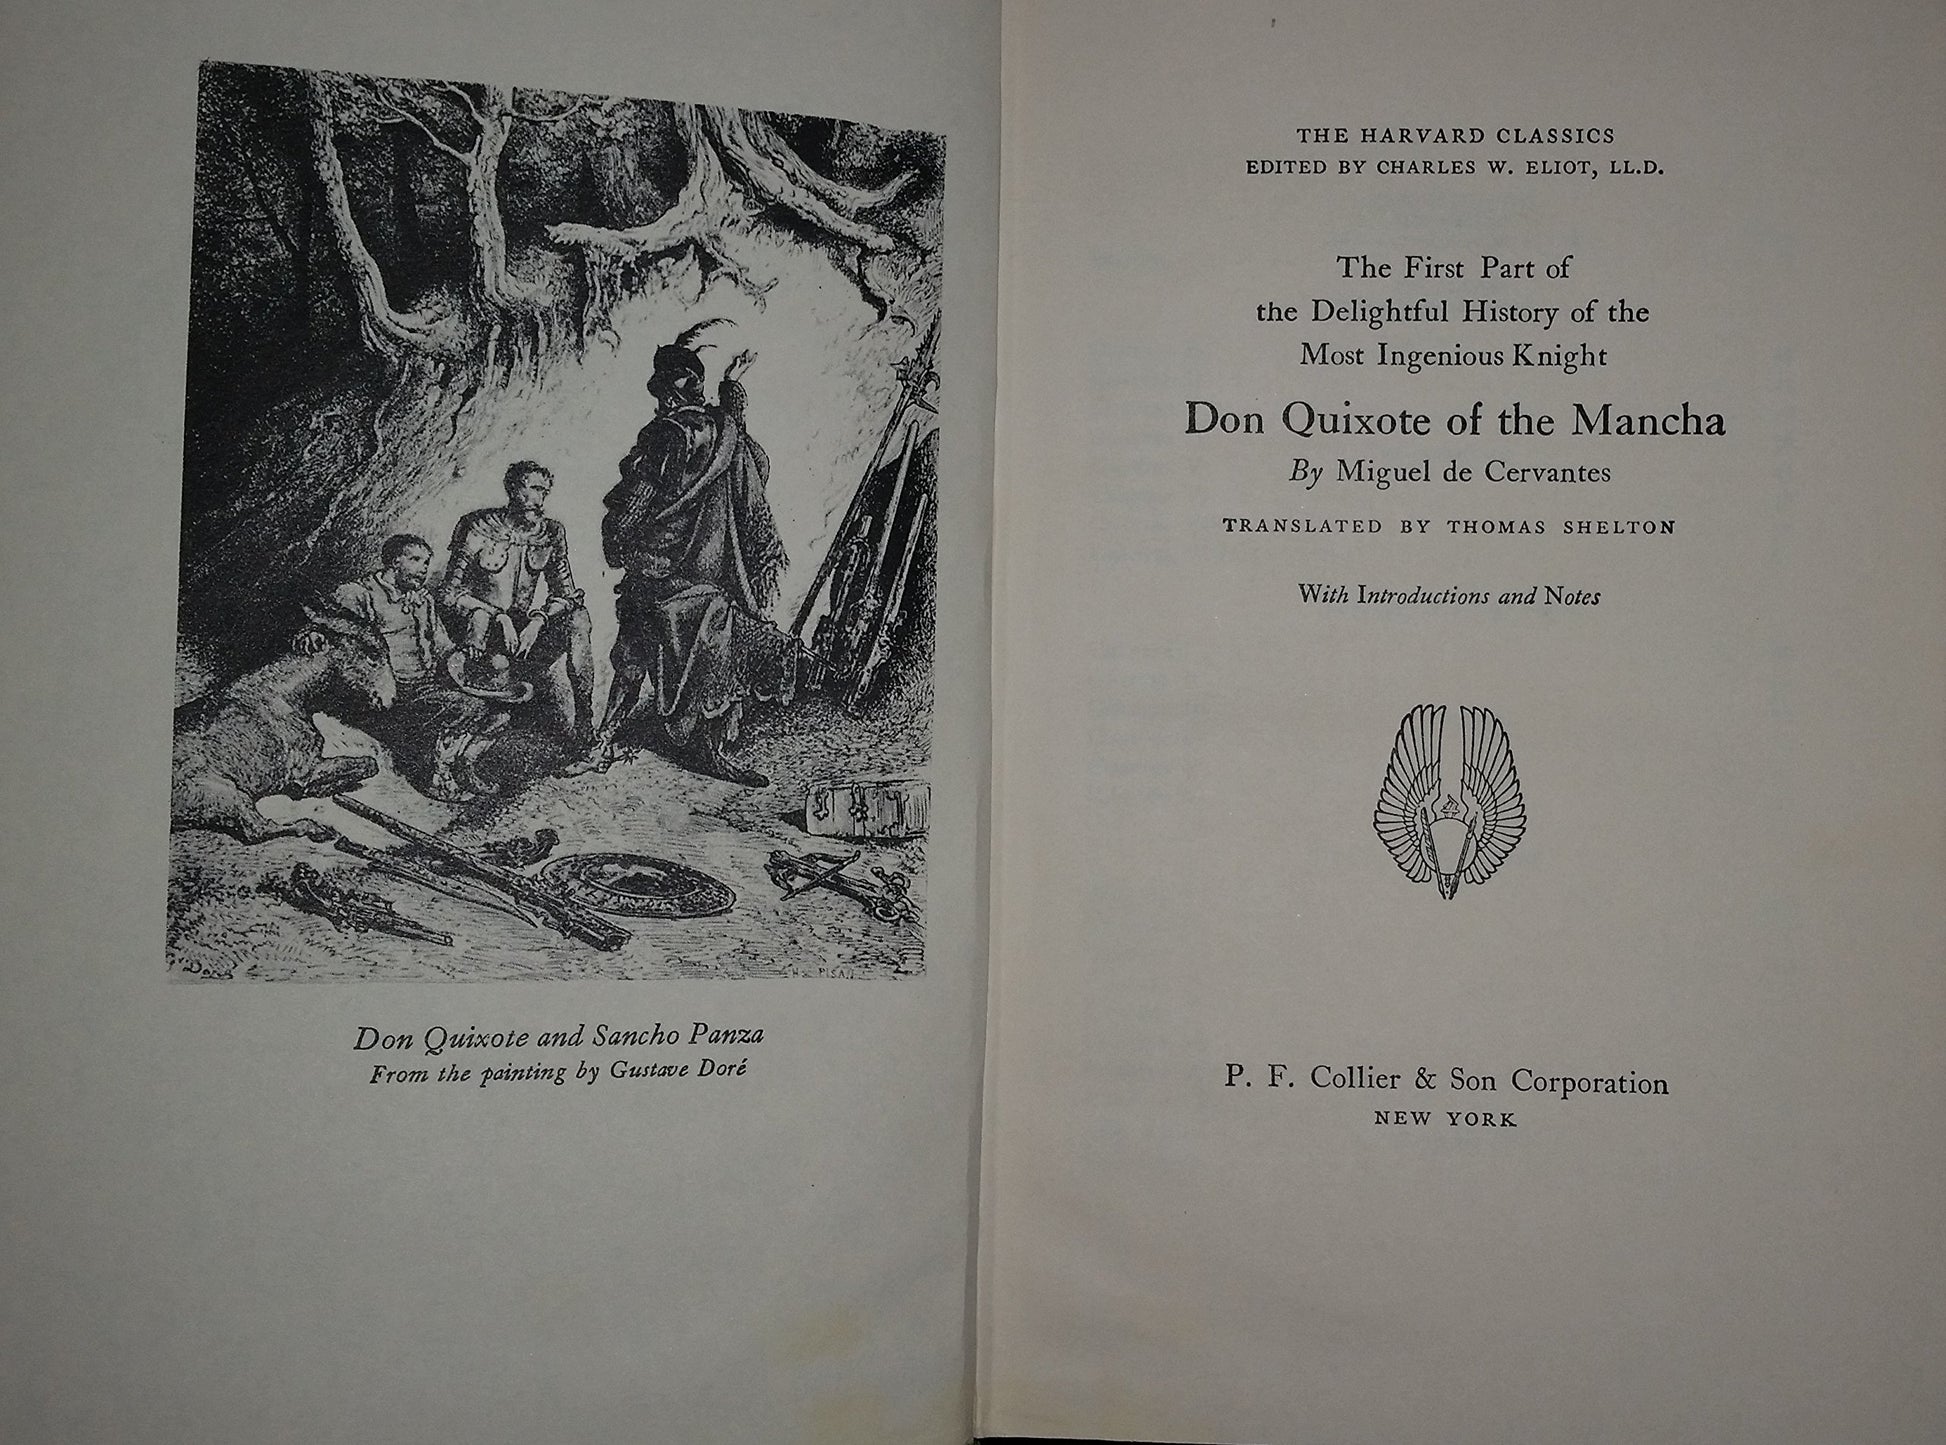 G Doré
H. PISAN
Don Quixote and Sancho Panza
From the painting by Gustave Doré
THE HARVARD CLASSICS
EDITED BY CHARLES W. ELIOT, LL.D.
The First Part of
the Delightful History of the
Most Ingenious Knight
Don Quixote of the Mancha
By Miguel de Cervantes
TRANSLATED BY THOMAS SHELTON
With Introductions and Notes
P. F. Collier & Son Corporation
NEW YORK